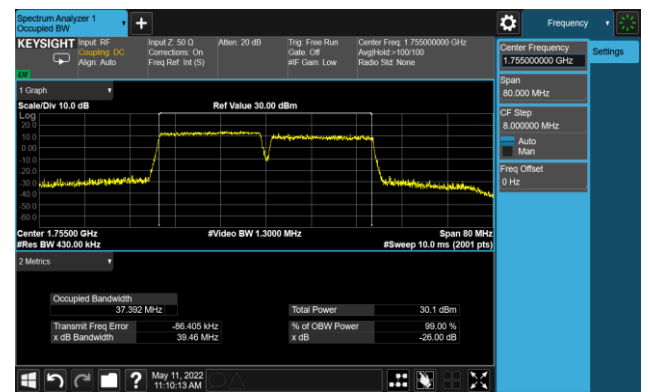 Spectrum Analyzer 1
Occupied BW
KEYSIGHT
Input: RF
Coupling: DC
Align: Auto
Input Z: 50 Ω
Corrections: On
Freq Ref: Int (S)
Atten: 20 dB
Trig: Free Run
Gate: Off
#IF Gain: Low
Center Freq: 1.755000000 GHz
Avg|Hold:>100/100
Radio Std: None
Frequency
Settings
Center Frequency
1.755000000 GHz
Span
80.000 MHz
CF Step
8.000000 MHz
Auto
Man
Freq Offset
0 Hz
1 Graph
Scale/Div 10.0 dB
Ref Value 30.00 dBm
Log
20.0
10.0
0.00
-10.0
-20.0
-30.0
-40.0
-50.0
-60.0
Center 1.75500 GHz
#Video BW 1.3000 MHz
Span 80 MHz
#Res BW 430.00 kHz
#Sweep 10.0 ms (2001 pts)
2 Metrics
Occupied Bandwidth
37.392 MHz
Total Power 30.1 dBm
Transmit Freq Error -86.405 kHz
% of OBW Power 99.00 %
x dB Bandwidth 39.46 MHz
x dB -26.00 dB
?
May 11, 2022
11:10:13 AM